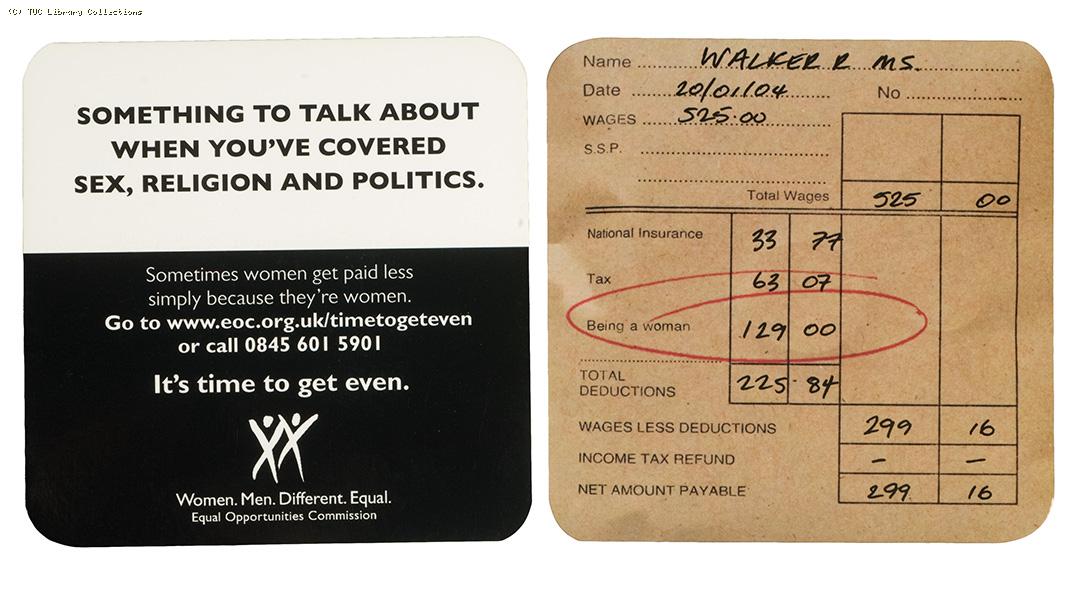 (C) TUC Library Collections
SOMETHING TO TALK ABOUT
WHEN YOU'VE COVERED
SEX, RELIGION AND POLITICS.
Sometimes women get paid less
simply because they're women.
Go to www.eoc.org.uk/timetogeteven
or call 0845 601 5901
It's time to get even.
Women. Men. Different. Equal.
Equal Opportunities Commission
Name WALKER R MS.
Date 20/01/04 No
WAGES 525.00
S.S.P.
Total Wages 525 00
National Insurance 33 77
Tax 63 07
Being a woman 129 00
TOTAL
DEDUCTIONS 225.84
WAGES LESS DEDUCTIONS 299 16
INCOME TAX REFUND – –
NET AMOUNT PAYABLE 299 16